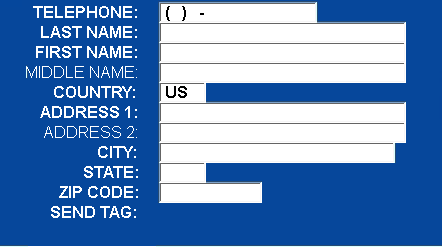 TELEPHONE: ( ) -
LAST NAME:
FIRST NAME:
MIDDLE NAME:
COUNTRY: US
ADDRESS 1:
ADDRESS 2:
CITY:
STATE:
ZIP CODE:
SEND TAG: